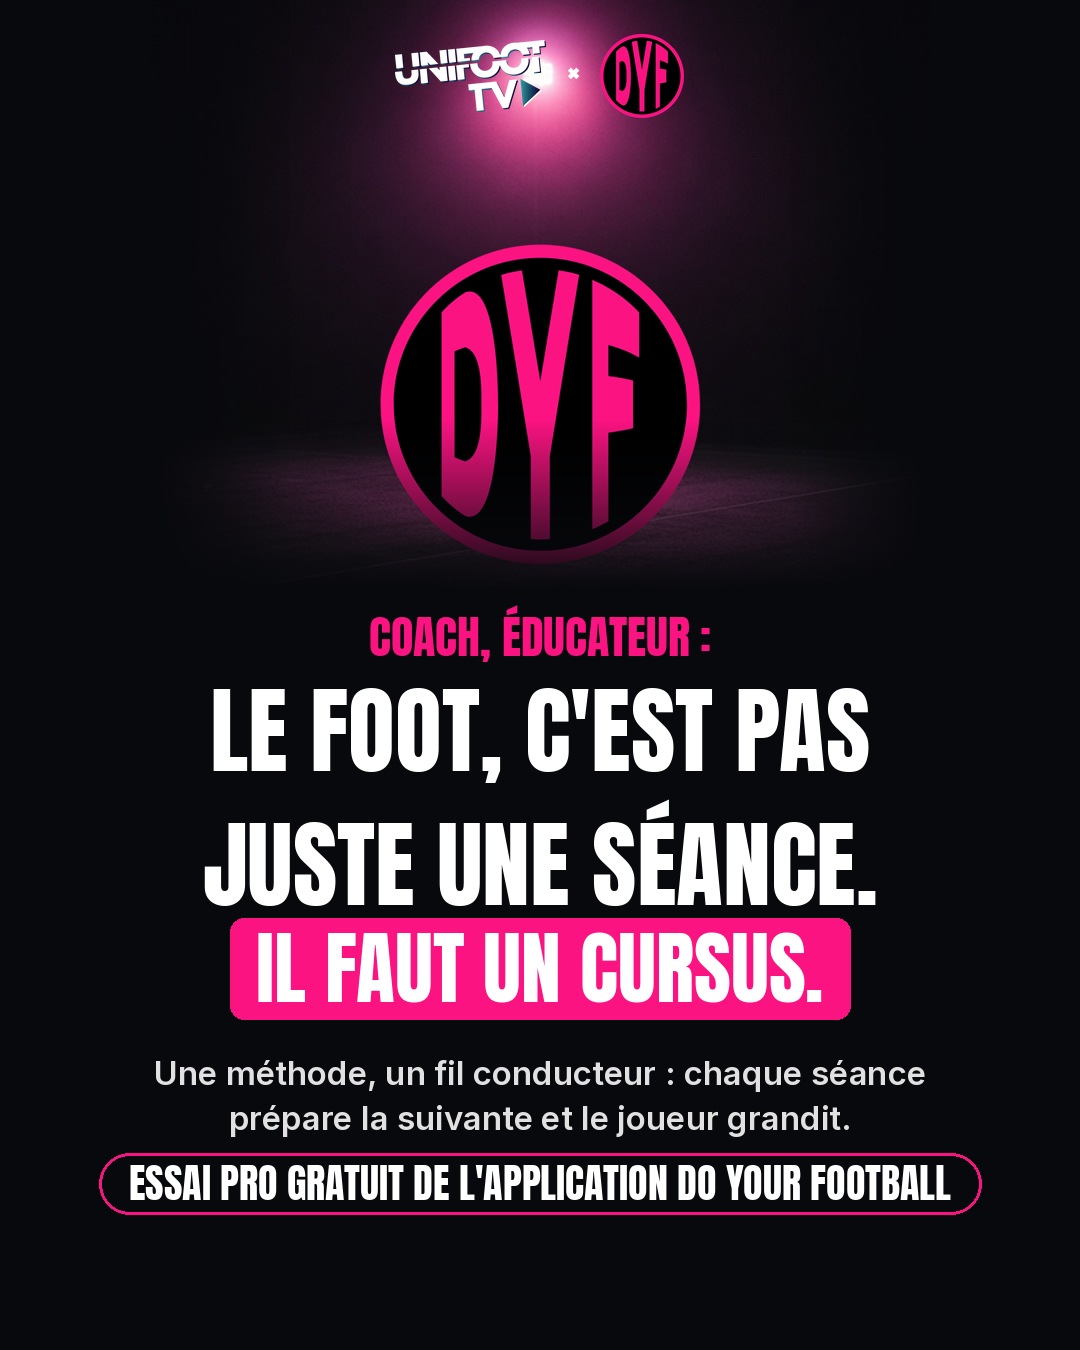 UNIFOOT
TV
×
DYF
DYF
COACH, ÉDUCATEUR :
LE FOOT, C'EST PAS
JUSTE UNE SÉANCE.
IL FAUT UN CURSUS.
Une méthode, un fil conducteur : chaque séance
prépare la suivante et le joueur grandit.
ESSAI PRO GRATUIT DE L'APPLICATION DO YOUR FOOTBALL